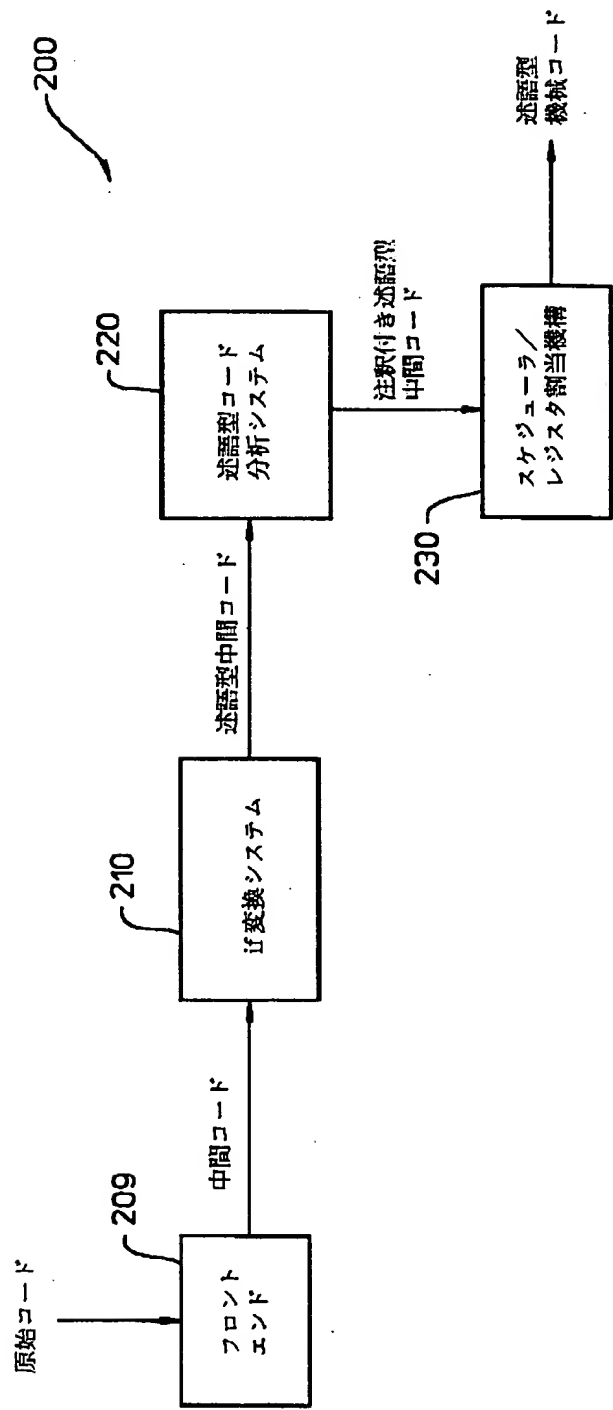 200
原始コード
209
フロント
エンド
中間コード
210
if変換システム
述語型中間コード
220
述語型コード
分析システム
注釈付き述語型
中間コード
230
スケジューラ/
レジスタ割当機構
述語型
機械コード